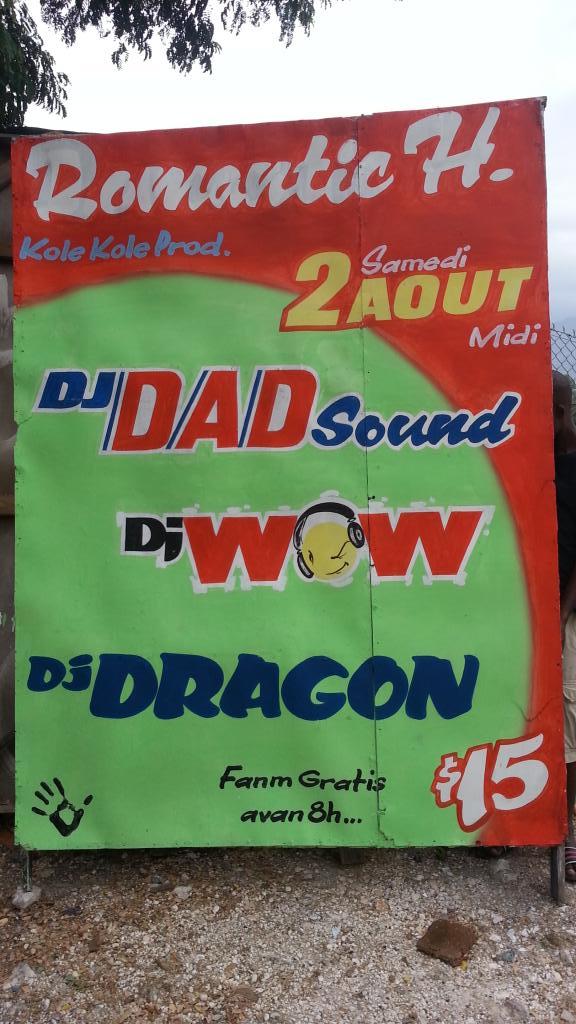 Romantic H.
Kole Kole Prod.
Samedi
2 AOUT
Midi
DJ DAD Sound
Dj WOW
Dj DRAGON
Fanm Gratis
avan 8h...
$15